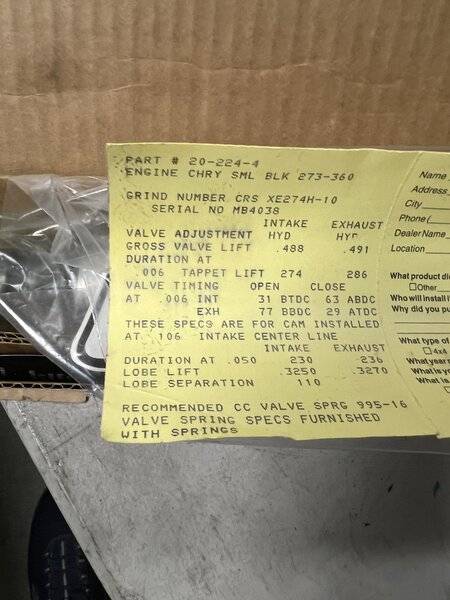 PART # 20-224-4
ENGINE CHRY SML BLK 273-360
GRIND NUMBER CRS XE274H-10
SERIAL NO MB4038
INTAKE EXHAUST
VALVE ADJUSTMENT HYD HYD
GROSS VALVE LIFT .488 .491
DURATION AT
.006 TAPPET LIFT 274 286
VALVE TIMING OPEN CLOSE
AT .006 INT 31 BTDC 63 ABDC
EXH 77 BBDC 29 ATDC
THESE SPECS ARE FOR CAM INSTALLED
AT 106 INTAKE CENTER LINE
INTAKE EXHAUST
DURATION AT .050 230 236
LOBE LIFT .3250 .3270
LOBE SEPARATION 110
RECOMMENDED CC VALVE SPRG 995-16
VALVE SPRING SPECS FURNISHED
WITH SPRINGS
Name
Address
City
Phone (
Dealer Name
Location
What product di
Other
Who will install i
Why did you pu
What type of
4x4
What year
What is yo
What is